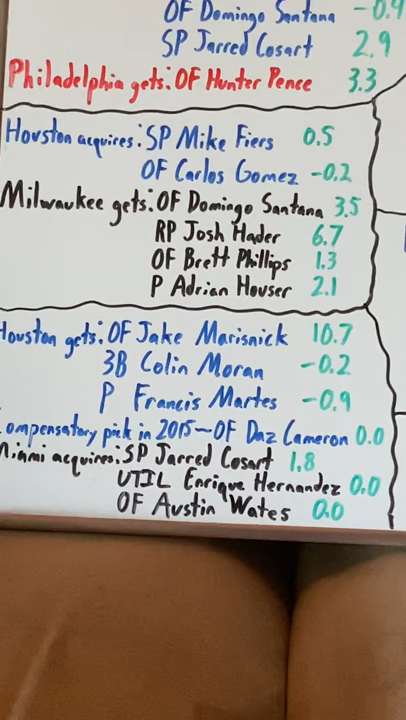 OF Domingo Santana -0.4
SP Jarred Cosart 2.9
Philadelphia gets: OF Hunter Pence 3.3
Houston acquires: SP Mike Fiers 0.5
OF Carlos Gomez -0.2
Milwaukee gets: OF Domingo Santana 3.5
RP Josh Hader 6.7
OF Brett Phillips 1.3
P Adrian Houser 2.1
Houston gets: OF Jake Marisnick 10.7
3B Colin Moran -0.2
P Francis Martes -0.9
Compensatory pick in 2015-OF Daz Cameron 0.0
Miami acquires: SP Jarred Cosart 1.8
UTIL Enrique Hernandez 0.0
OF Austin Wates 0.0